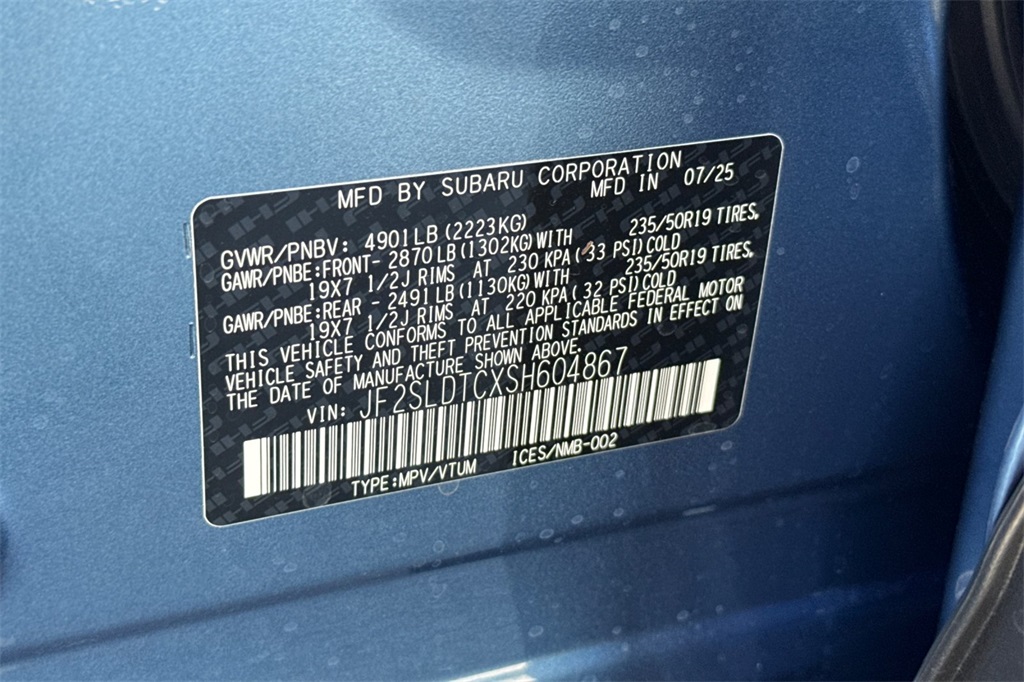 MFD BY SUBARU CORPORATION
MFD IN 07/25
GVWR/PNBV: 4901LB(2223KG)
GAWR/PNBE:FRONT- 2870LB(1302KG)WITH 235/50R19 TIRES,
19X7 1/2J RIMS AT 230 KPA(33 PSI)COLD
GAWR/PNBE:REAR - 2491LB(1130KG)WITH 235/50R19 TIRES,
19X7 1/2J RIMS AT 220 KPA(32 PSI)COLD
THIS VEHICLE CONFORMS TO ALL APPLICABLE FEDERAL MOTOR
VEHICLE SAFETY AND THEFT PREVENTION STANDARDS IN EFFECT ON
THE DATE OF MANUFACTURE SHOWN ABOVE.
VIN: JF2SLDTCXSH604867
TYPE:MPV/VTUM ICES/NMB-002